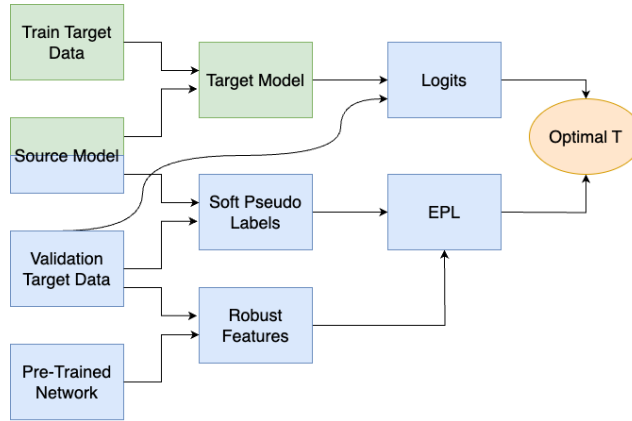 Train Target
Data
Target Model
Logits
Optimal T
Source Model
Soft Pseudo
Labels
EPL
Validation
Target Data
Robust
Features
Pre-Trained
Network